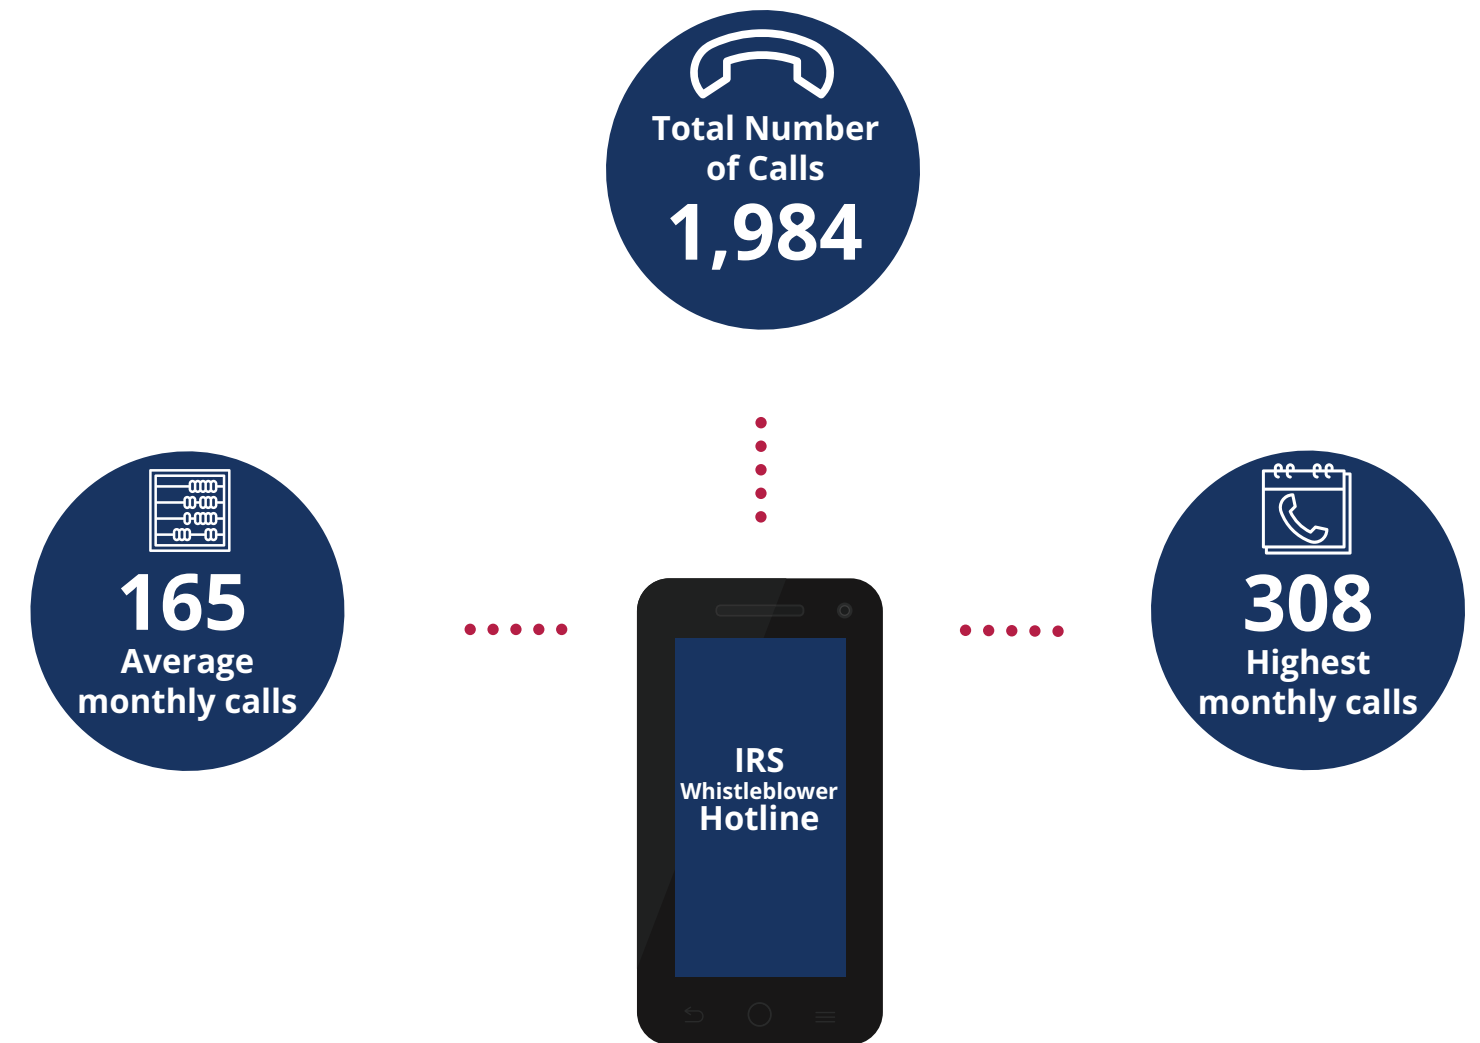 Total Number
of Calls
1,984
165
Average
monthly calls
308
Highest
monthly calls
IRS
Whistleblower
Hotline